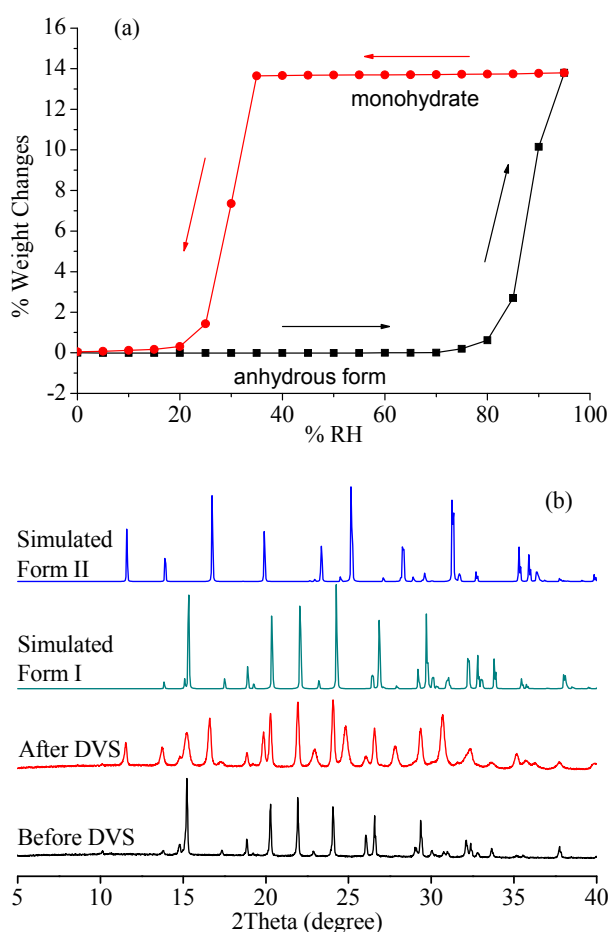 (a)
16
14
12
10
8
6
4
2
0
-2
% Weight Changes
monohydrate
anhydrous form
0 20 40 60 80 100
% RH
(b)
Simulated
Form II
Simulated
Form I
After DVS
Before DVS
5 10 15 20 25 30 35 40
2Theta (degree)